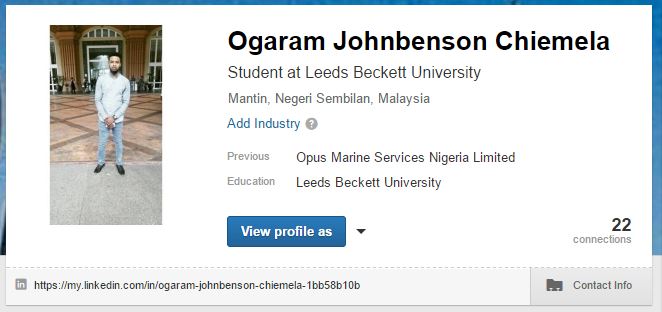 Ogaram Johnbenson Chiemela
Student at Leeds Beckett University
Mantin, Negeri Sembilan, Malaysia
Add Industry ?
Previous Opus Marine Services Nigeria Limited
Education Leeds Beckett University
View profile as
22
connections
in https://my.linkedin.com/in/ogaram-johnbenson-chiemela-1bb58b10b
Contact Info